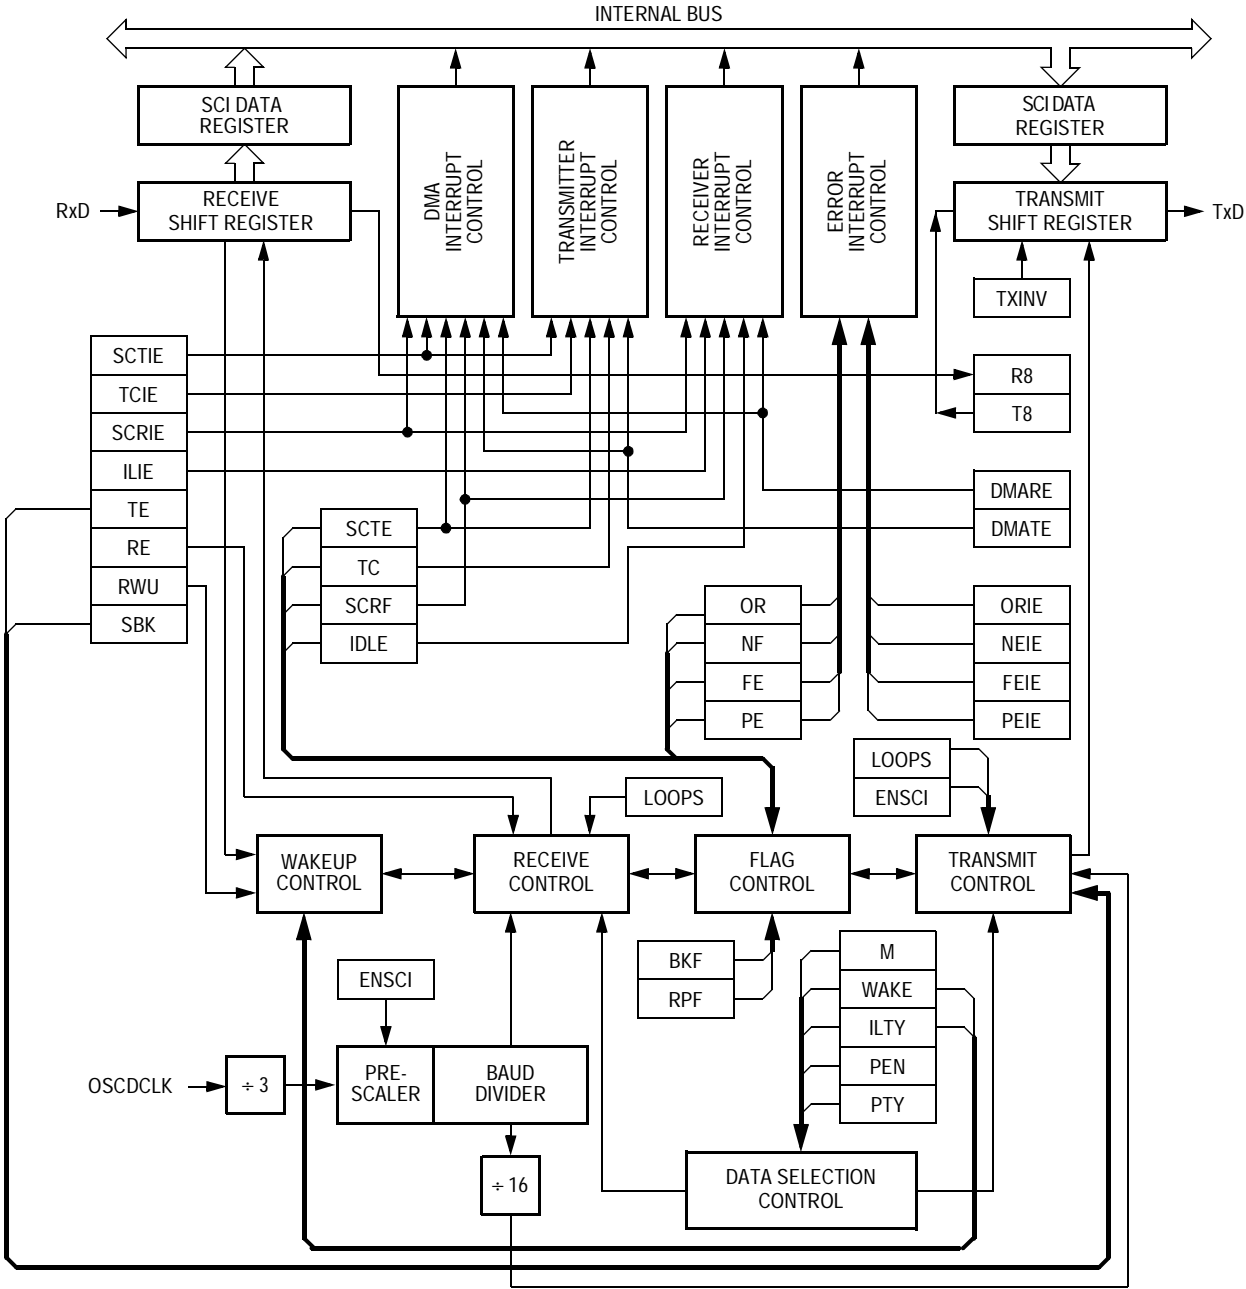 INTERNAL BUS
SCI DATA
REGISTER
SCI DATA
REGISTER
DMA
INTERRUPT
CONTROL
TRANSMITTER
INTERRUPT
CONTROL
RECEIVER
INTERRUPT
CONTROL
ERROR
INTERRUPT
CONTROL
RxD
RECEIVE
SHIFT REGISTER
TRANSMIT
SHIFT REGISTER
TxD
TXINV
SCTIE
TCIE
SCRIE
ILIE
TE
RE
RWU
SBK
R8
T8
DMARE
DMATE
SCTE
TC
SCRF
IDLE
OR
NF
FE
PE
ORIE
NEIE
FEIE
PEIE
LOOPS
ENSCI
LOOPS
WAKEUP
CONTROL
RECEIVE
CONTROL
FLAG
CONTROL
TRANSMIT
CONTROL
BKF
RPF
M
WAKE
ILTY
PEN
PTY
ENSCI
OSCDCLK
÷ 3
PRE-
SCALER
BAUD
DIVIDER
÷ 16
DATA SELECTION
CONTROL